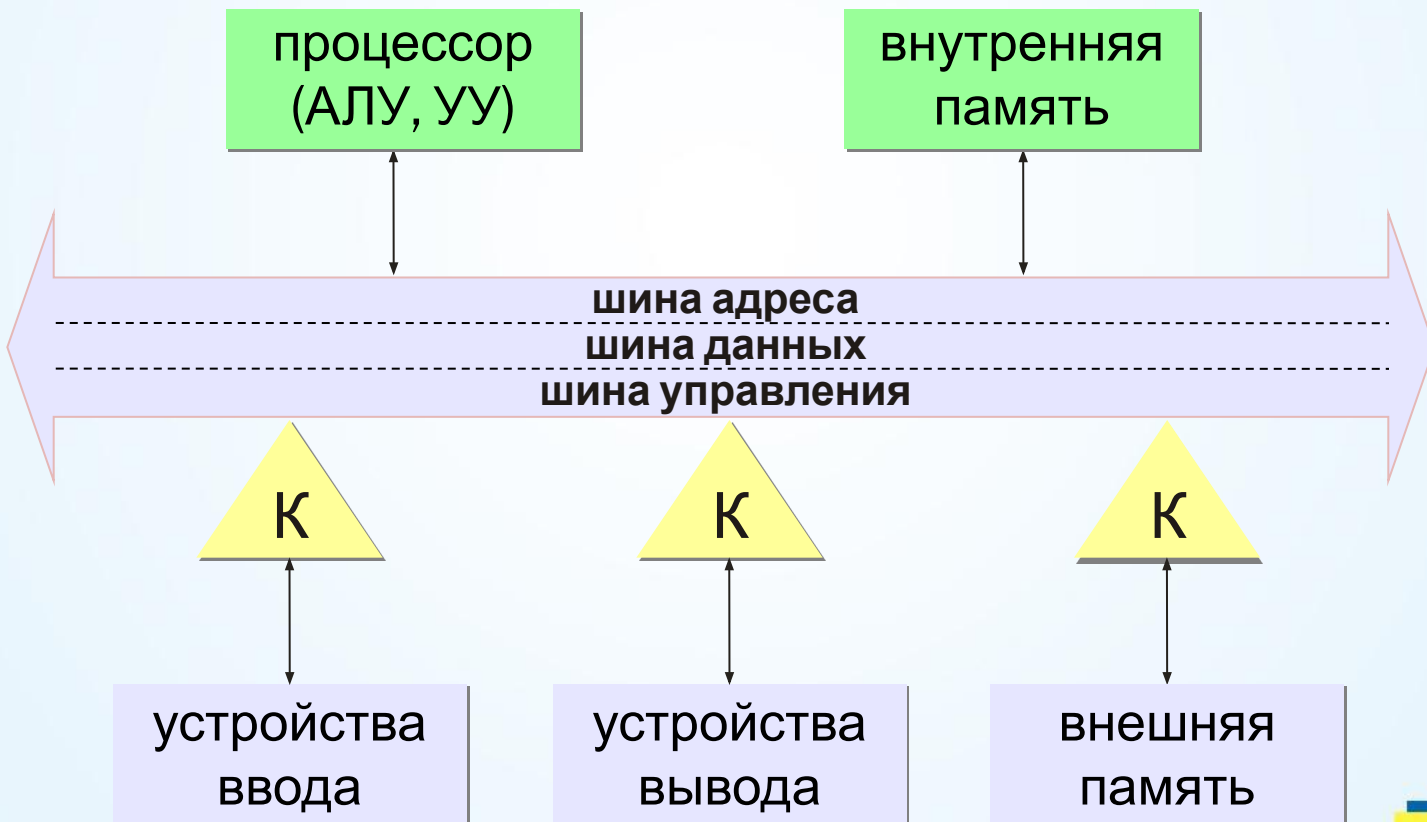 процессор
(АЛУ, УУ)
внутренняя
память
шина адреса
шина данных
шина управления
К
К
К
устройства
ввода
устройства
вывода
внешняя
память